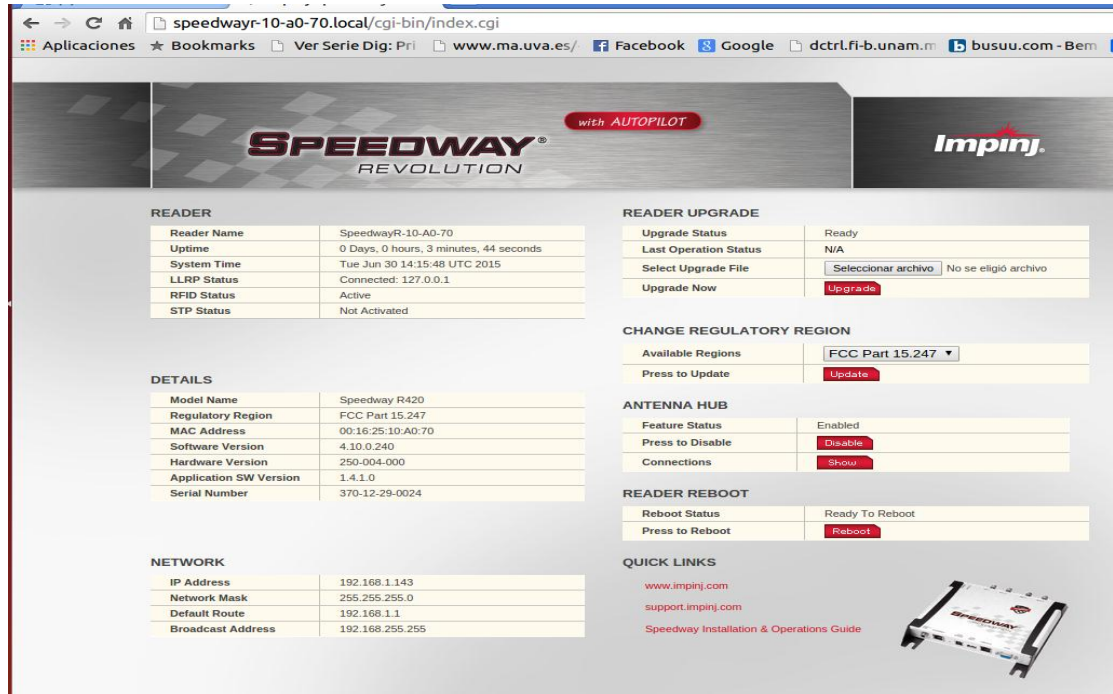 speedwayr-10-a0-70.local/cgi-bin/index.cgi
Aplicaciones Bookmarks Ver Serie Dig: Pri www.ma.uva.es/ Facebook Google dctrl.fi-b.unam.m busuu.com - Bem
with AUTOPILOT
SPEEDWAY®
REVOLUTION
Impinj.
READER
Reader Name SpeedwayR-10-A0-70
Uptime 0 Days, 0 hours, 3 minutes, 44 seconds
System Time Tue Jun 30 14:15:48 UTC 2015
LLRP Status Connected: 127.0.0.1
RFID Status Active
STP Status Not Activated
DETAILS
Model Name Speedway R420
Regulatory Region FCC Part 15.247
MAC Address 00:16:25:10:A0:70
Software Version 4.10.0.240
Hardware Version 250-004-000
Application SW Version 1.4.1.0
Serial Number 370-12-29-0024
NETWORK
IP Address 192.168.1.143
Network Mask 255.255.255.0
Default Route 192.168.1.1
Broadcast Address 192.168.255.255
READER UPGRADE
Upgrade Status Ready
Last Operation Status N/A
Select Upgrade File Seleccionar archivo No se eligió archivo
Upgrade Now Upgrade
CHANGE REGULATORY REGION
Available Regions FCC Part 15.247
Press to Update Update
ANTENNA HUB
Feature Status Enabled
Press to Disable Disable
Connections Show
READER REBOOT
Reboot Status Ready To Reboot
Press to Reboot Reboot
QUICK LINKS
www.impinj.com
support.impinj.com
Speedway Installation & Operations Guide
SPEEDWAY